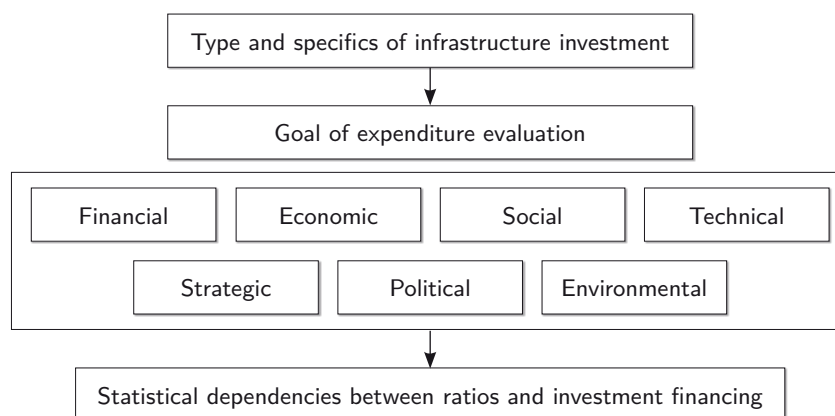 Type and specifics of infrastructure investment
Goal of expenditure evaluation
Financial
Economic
Social
Technical
Strategic
Political
Environmental
Statistical dependencies between ratios and investment financing